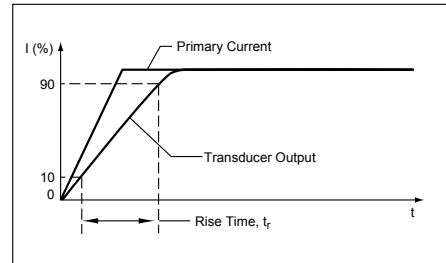 I (%)
Primary Current
90
Transducer Output
10
0
t
Rise Time, tr